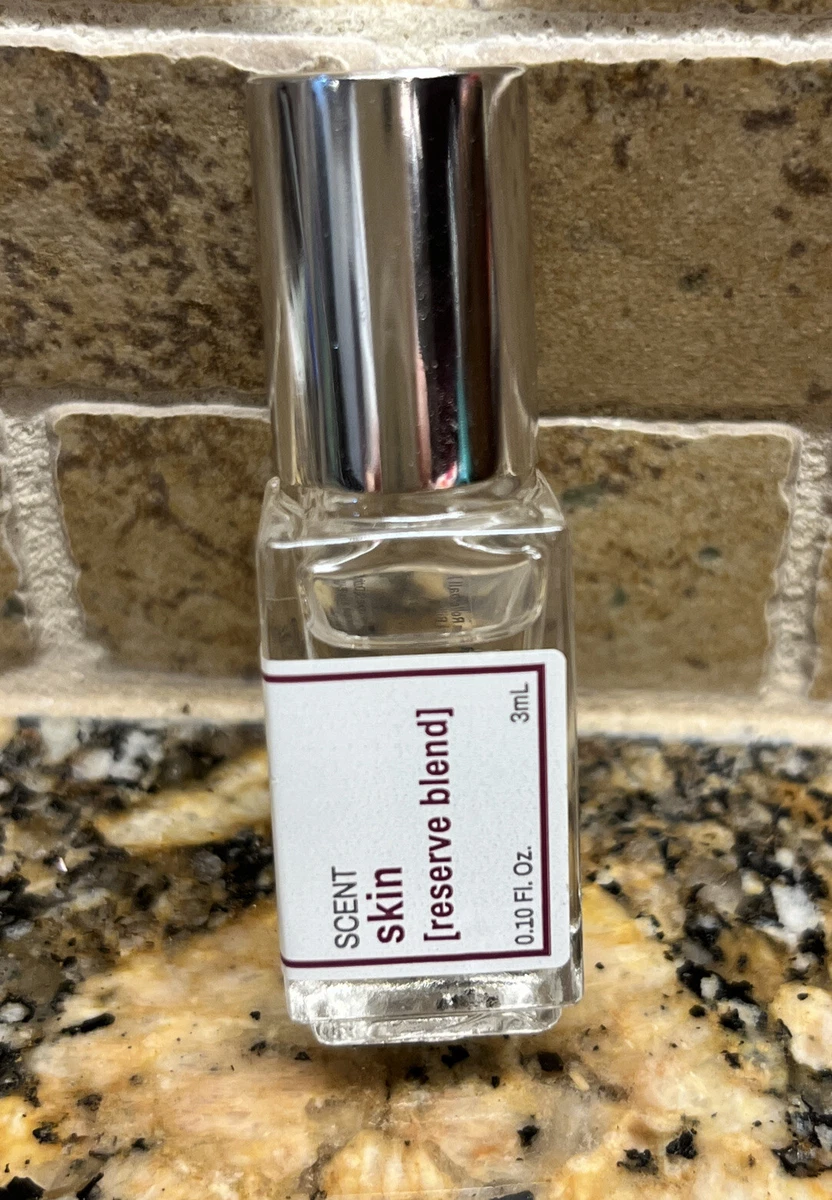 SCENT
skin
[reserve blend]
0.10 Fl. Oz. 3mL